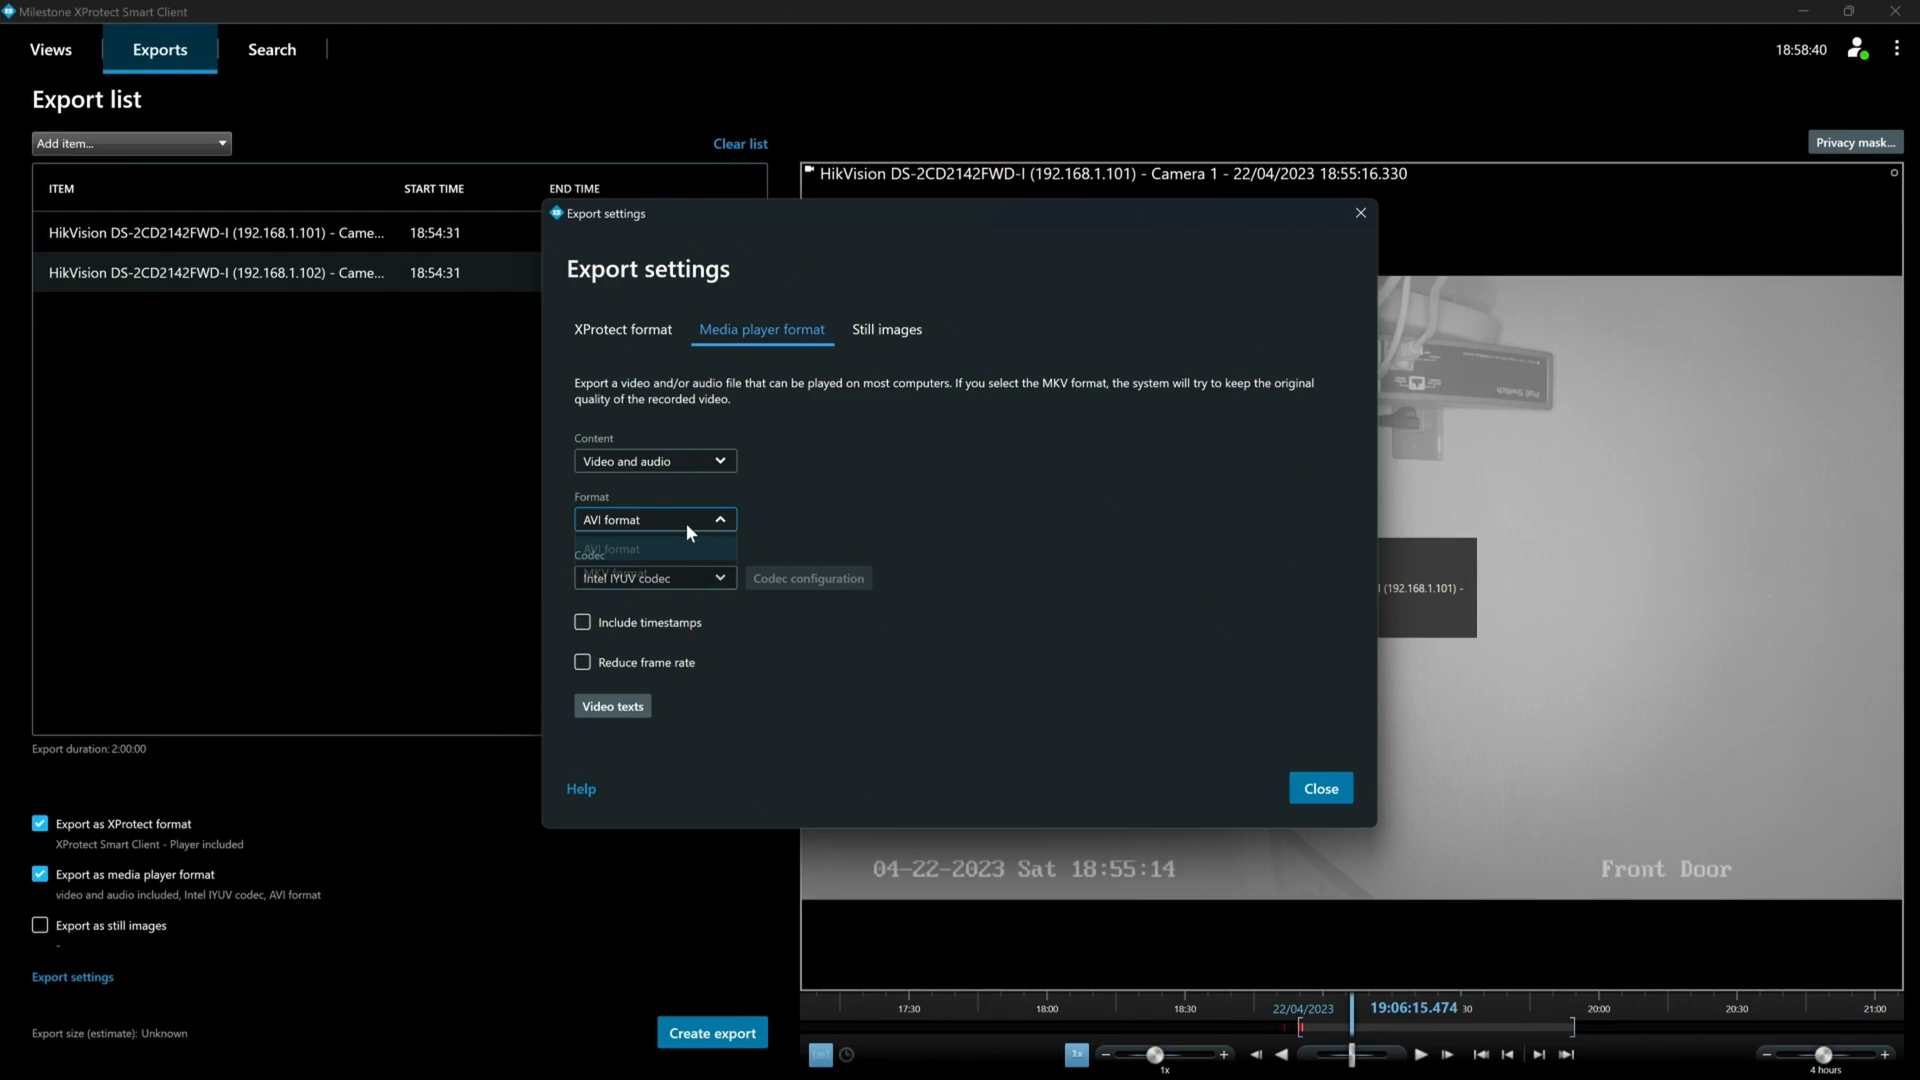 Milestone XProtect Smart Client
Views
Exports
Search
18:58:40
Export list
Add item...
Clear list
Privacy mask...
ITEM
START TIME
END TIME
HikVision DS-2CD2142FWD-I (192.168.1.101) - Came...
18:54:31
HikVision DS-2CD2142FWD-I (192.168.1.102) - Came...
18:54:31
HikVision DS-2CD2142FWD-I (192.168.1.101) - Camera 1 - 22/04/2023 18:55:16.330
Export settings
Export settings
XProtect format
Media player format
Still images
Export a video and/or audio file that can be played on most computers. If you select the MKV format, the system will try to keep the original
quality of the recorded video.
Content
Video and audio
Format
AVI format
AVI format
Codec
MKV format
Intel IYUV codec
Codec configuration
Include timestamps
Reduce frame rate
Video texts
Help
Close
PoE Switch
(192.168.1.101) -
04-22-2023 Sat 18:55:14
Front Door
Export duration: 2:00:00
Export as XProtect format
XProtect Smart Client - Player included
Export as media player format
video and audio included, Intel IYUV codec, AVI format
Export as still images
-
Export settings
Export size (estimate): Unknown
Create export
17:30
18:00
18:30
22/04/2023
19:06:15.474
30
20:00
20:30
21:00
1x
1x
4 hours